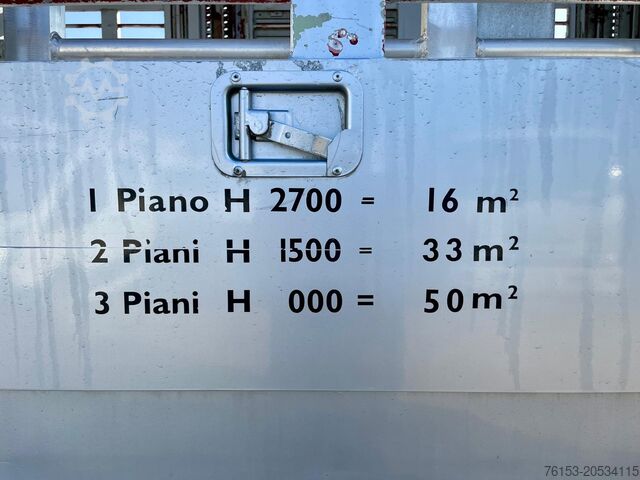 1 Piano H 2700 = 16 m²
2 Piani H 1500 = 33 m²
3 Piani H 000 = 50 m²
76153-20534115